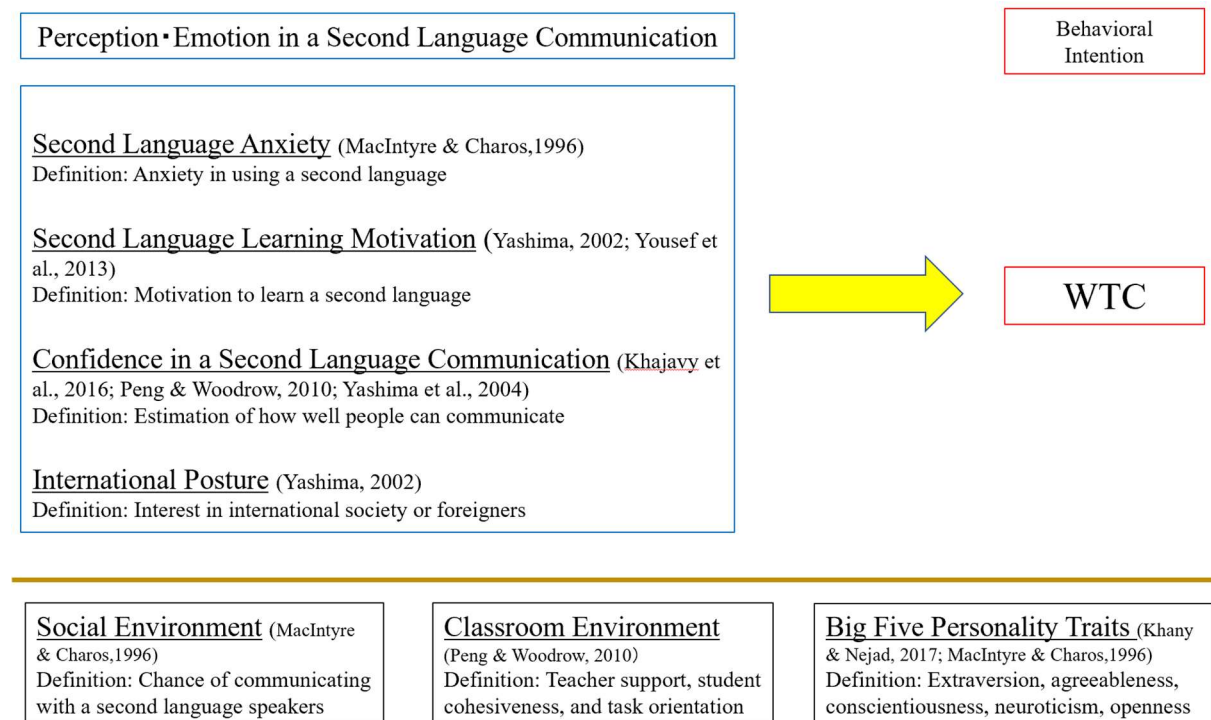 Perception・Emotion in a Second Language Communication
Behavioral
Intention
Second Language Anxiety (MacIntyre & Charos,1996)
Definition: Anxiety in using a second language
Second Language Learning Motivation (Yashima, 2002; Yousef et
al., 2013)
Definition: Motivation to learn a second language
Confidence in a Second Language Communication (Khajavy et
al., 2016; Peng & Woodrow, 2010; Yashima et al., 2004)
Definition: Estimation of how well people can communicate
International Posture (Yashima, 2002)
Definition: Interest in international society or foreigners
WTC
Social Environment (MacIntyre
& Charos,1996)
Definition: Chance of communicating
with a second language speakers
Classroom Environment
(Peng & Woodrow, 2010)
Definition: Teacher support, student
cohesiveness, and task orientation
Big Five Personality Traits (Khany
& Nejad, 2017; MacIntyre & Charos,1996)
Definition: Extraversion, agreeableness,
conscientiousness, neuroticism, openness